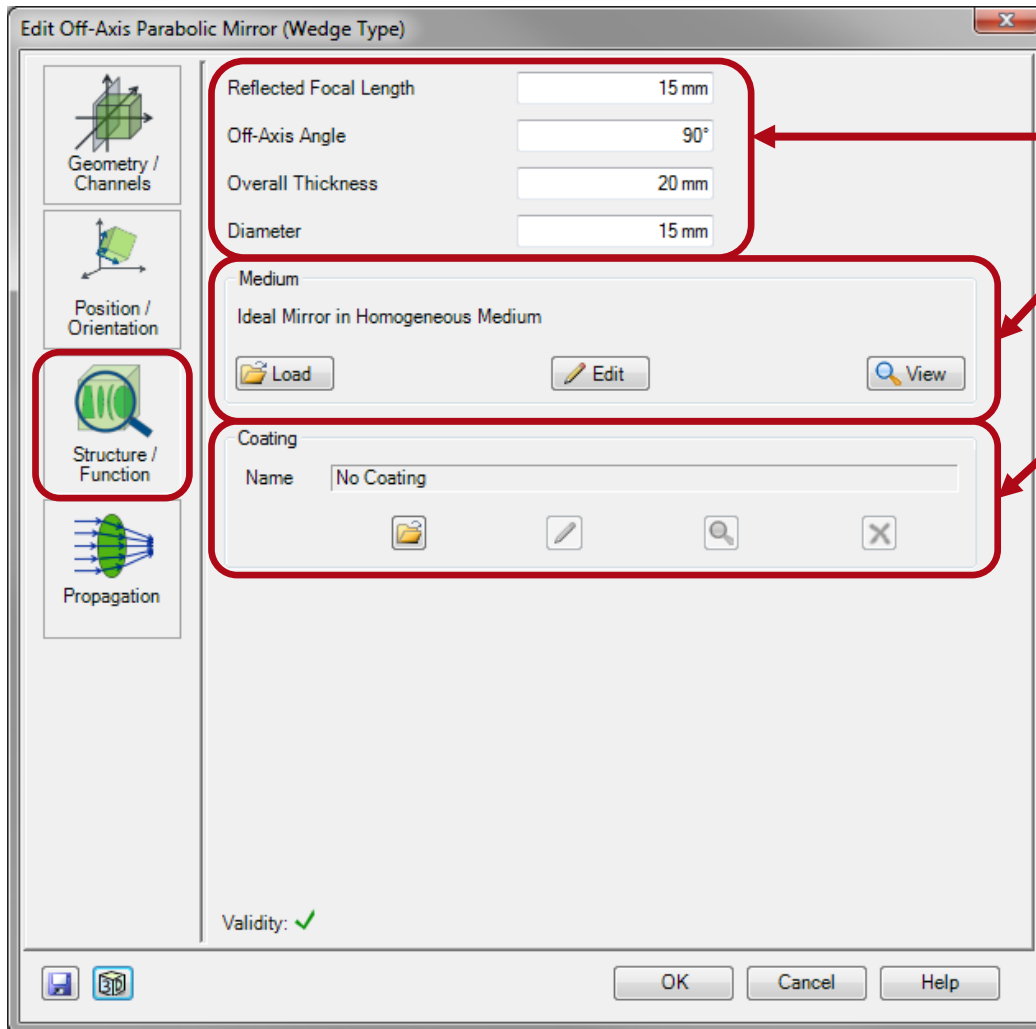 Edit Off-Axis Parabolic Mirror (Wedge Type)
Geometry /
Channels
Position /
Orientation
Structure /
Function
Propagation
Reflected Focal Length 15 mm
Off-Axis Angle 90°
Overall Thickness 20 mm
Diameter 15 mm
Medium
Ideal Mirror in Homogeneous Medium
Load Edit View
Coating
Name No Coating
Validity:
3D OK Cancel Help